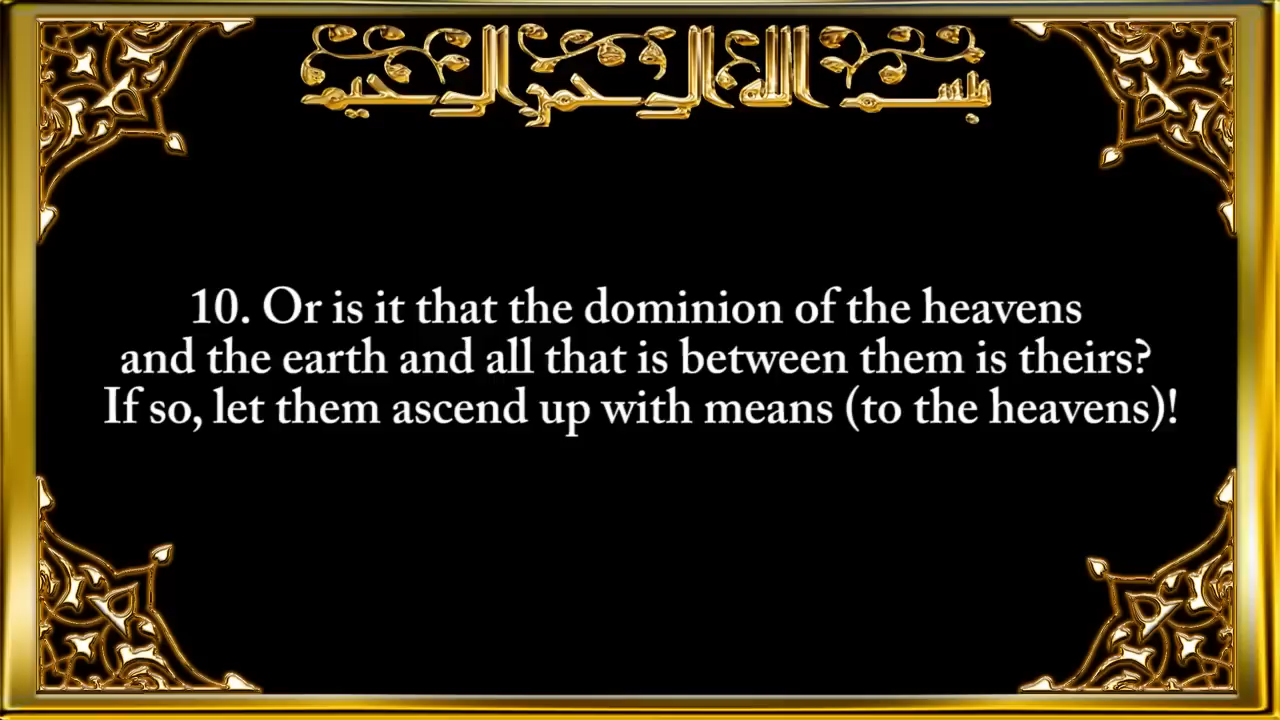 بسم الله الرحمن الرحيم
10. Or is it that the dominion of the heavens
and the earth and all that is between them is theirs?
If so, let them ascend up with means (to the heavens)!